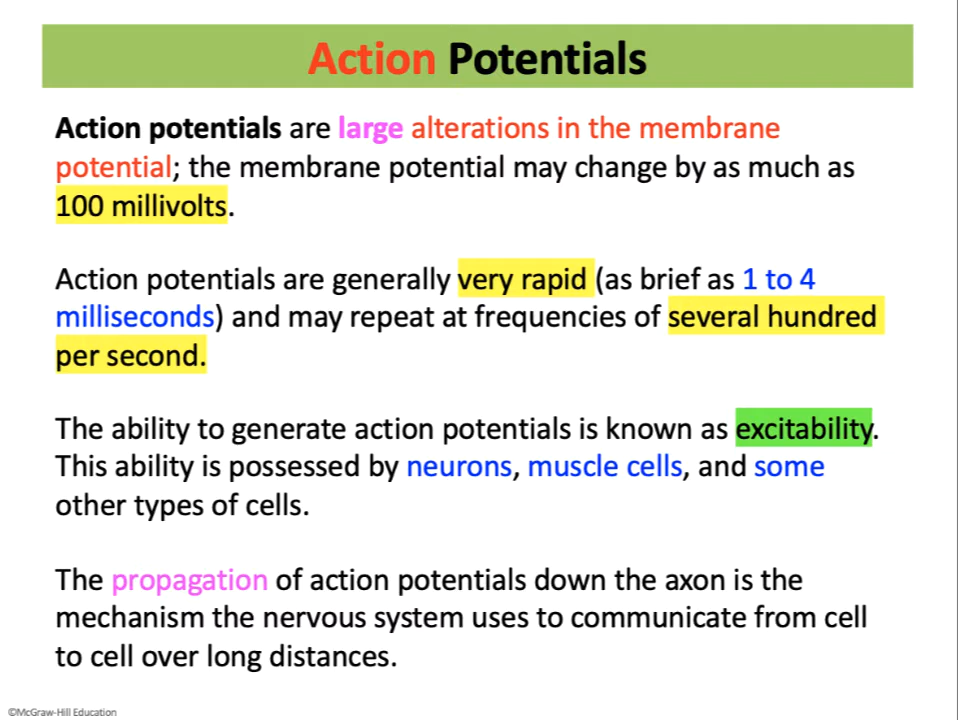 Action Potentials
Action potentials are large alterations in the membrane
potential; the membrane potential may change by as much as
100 millivolts.
Action potentials are generally very rapid (as brief as 1 to 4
milliseconds) and may repeat at frequencies of several hundred
per second.
The ability to generate action potentials is known as excitability.
This ability is possessed by neurons, muscle cells, and some
other types of cells.
The propagation of action potentials down the axon is the
mechanism the nervous system uses to communicate from cell
to cell over long distances.
©McGraw-Hill Education